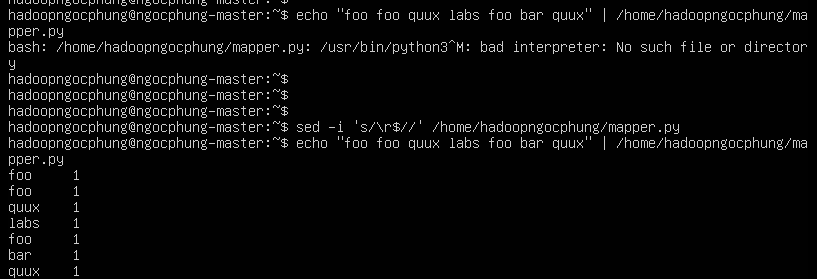 hadoopngocphung@ngocphung-master:~$
hadoopngocphung@ngocphung-master:~$ echo "foo foo quux labs foo bar quux" | /home/hadoopngocphung/ma
pper.py
bash: /home/hadoopngocphung/mapper.py: /usr/bin/python3^M: bad interpreter: No such file or director
y
hadoopngocphung@ngocphung-master:~$
hadoopngocphung@ngocphung-master:~$
hadoopngocphung@ngocphung-master:~$
hadoopngocphung@ngocphung-master:~$ sed -i 's/\r$//' /home/hadoopngocphung/mapper.py
hadoopngocphung@ngocphung-master:~$ echo "foo foo quux labs foo bar quux" | /home/hadoopngocphung/ma
pper.py
foo     1
foo     1
quux    1
labs    1
foo     1
bar     1
quux    1